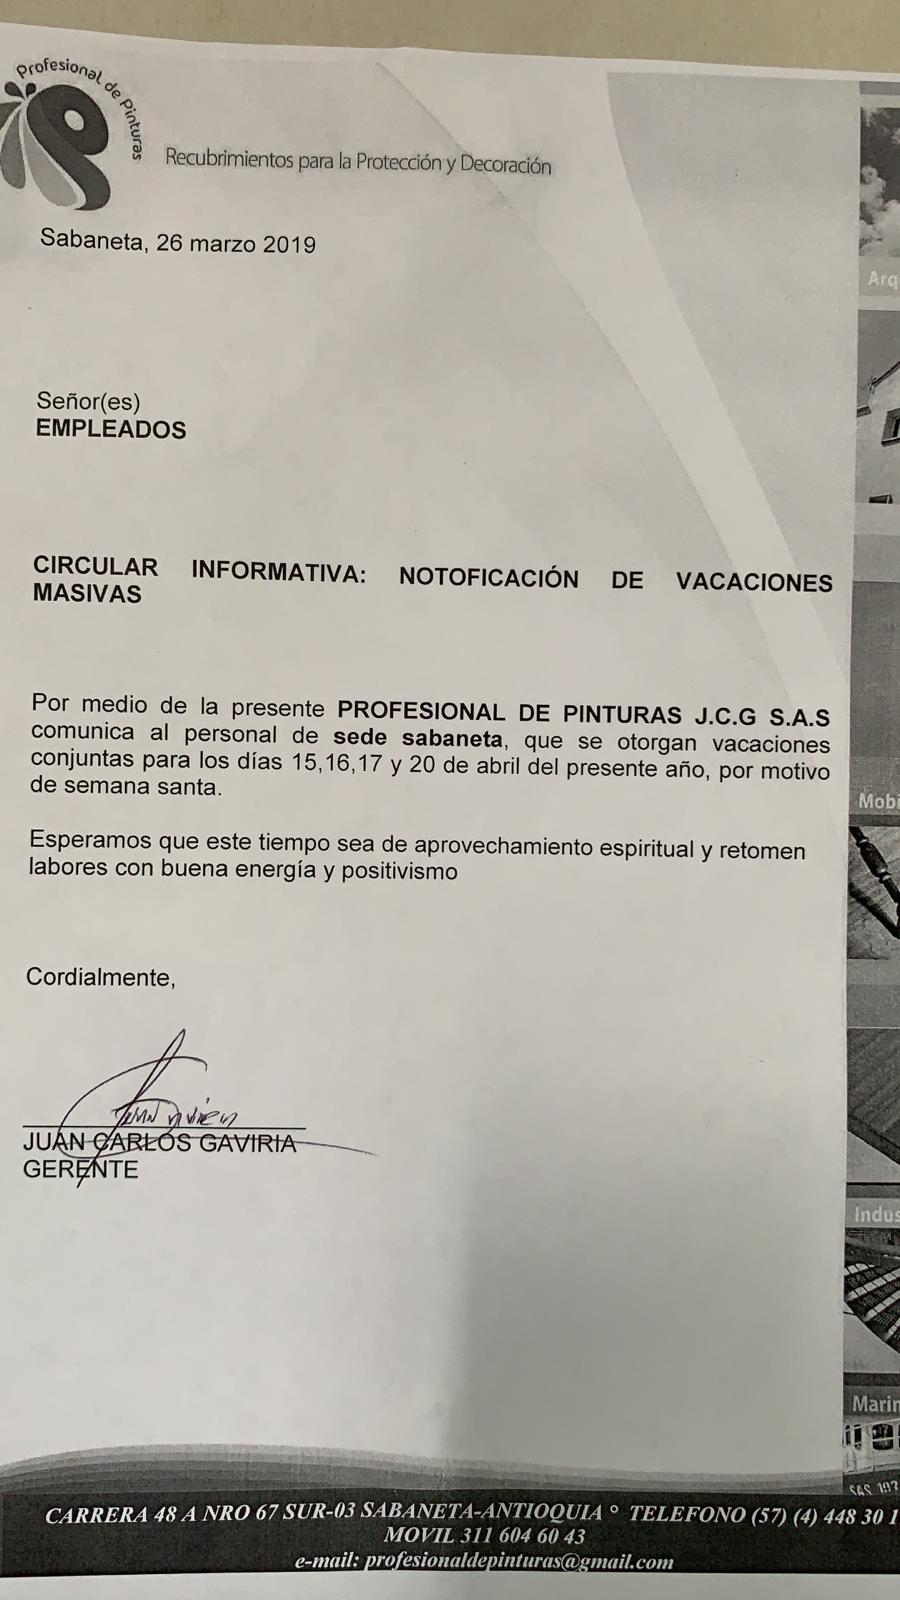 Profesional de Pinturas
Recubrimientos para la Protección y Decoración
Sabaneta, 26 marzo 2019
Señor(es)
EMPLEADOS
CIRCULAR INFORMATIVA: NOTOFICACIÓN DE VACACIONES
MASIVAS
Por medio de la presente PROFESIONAL DE PINTURAS J.C.G S.A.S
comunica al personal de sede sabaneta, que se otorgan vacaciones
conjuntas para los días 15,16,17 y 20 de abril del presente año, por motivo
de semana santa.
Esperamos que este tiempo sea de aprovechamiento espiritual y retomen
labores con buena energía y positivismo
Cordialmente,
JUAN CARLOS GAVIRIA
GERENTE
Arq
Mobi
Indus
Marin
CARRERA 48 A NRO 67 SUR-03 SABANETA-ANTIOQUIA ° TELEFONO (57) (4) 448 30 1
MOVIL 311 604 60 43
e-mail: profesionaldepinturas@gmail.com